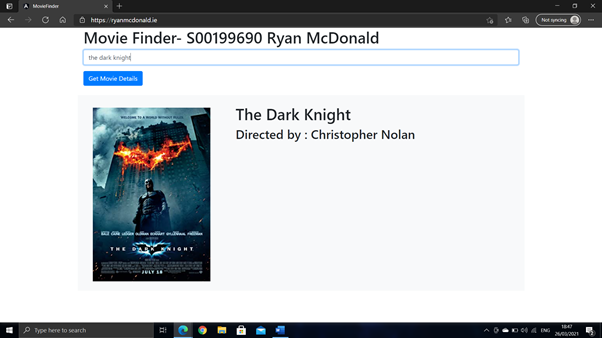 MovieFinder
https://ryanmcdonald.ie
Not syncing
Movie Finder- S00199690 Ryan McDonald
the dark knight
Get Movie Details
The Dark Knight
Directed by : Christopher Nolan
WELCOME TO A WORLD WITHOUT RULES
BALE CAINE LEDGER OLDMAN ECKHART GYLLENHAAL FREEMAN
THE DARK KNIGHT
JULY 18
Type here to search
ENG
18:47
26/03/2021